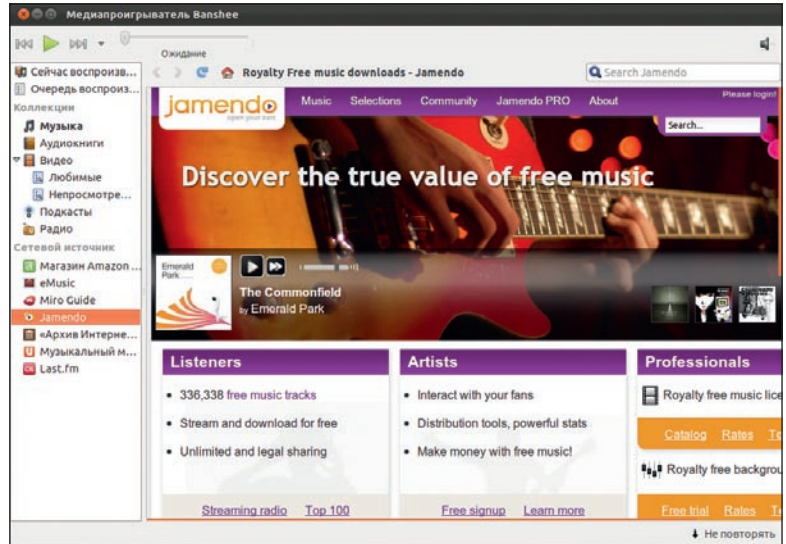 Медиапроигрыватель Banshee
Ожидание
Сейчас воспроизв...
Royalty Free music downloads - Jamendo
Search Jamendo
Очередь воспроиз...
Коллекции
Музыка
Аудиокниги
Видео
Любимые
Непросмотре...
Подкасты
Радио
Сетевой источник
Магазин Amazon ...
eMusic
Miro Guide
Jamendo
«Архив Интерне...
Музыкальный м...
Last.fm
jamendo
open your ears
Music Selections Community Jamendo PRO About
Please login!
Search...
Discover the true value of free music
Emerald Park
The Commonfield
by Emerald Park
Listeners
336,338 free music tracks
Stream and download for free
Unlimited and legal sharing
Streaming radio Top 100
Artists
Interact with your fans
Distribution tools, powerful stats
Make money with free music!
Free signup Learn more
Professionals
Royalty free music lice
Catalog Rates Te
Royalty free backgrou
Free trial Rates Te
Не повторять